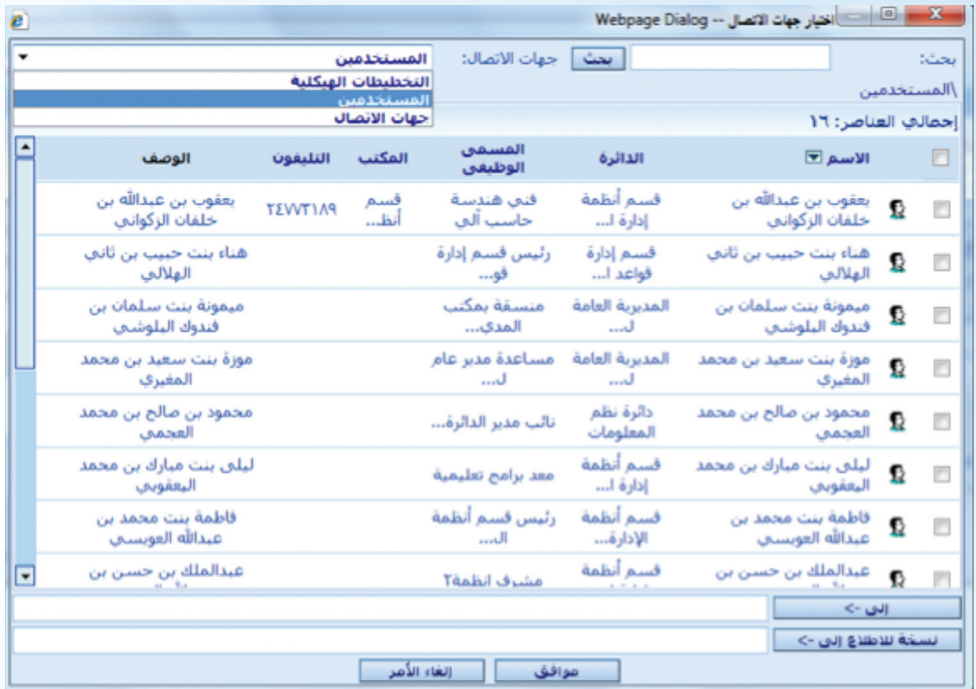 اختيار جهات الاتصال -- Webpage Dialog
بحث: بحث جهات الاتصال: المستخدمين
التخطيطات الهيكلية
المستخدمين
جهات الاتصال
\المستخدمين
إجمالي العناصر: ١٦
الاسم الدائرة المسمى الوظيفي المكتب التليفون الوصف
يعقوب بن عبدالله بن قسم أنظمة فني هندسة قسم ٢٤٧٧٣١٨٩ يعقوب بن عبدالله بن
خلفان الزكواني إدارة ا... حاسب آلي أنظ... خلفان الزكواني
هناء بنت حبيب بن ثاني قسم إدارة رئيس قسم إدارة هناء بنت حبيب بن ثاني
الهلالي قواعد ا... قو... الهلالي
ميمونة بنت سلمان بن المديرية العامة منسقة بمكتب ميمونة بنت سلمان بن
فندوك البلوشي ل... المدي... فندوك البلوشي
موزة بنت سعيد بن محمد المديرية العامة مساعدة مدير عام موزة بنت سعيد بن محمد
المغيري ل... ل... المغيري
محمود بن صالح بن محمد دائرة نظم نائب مدير الدائرة... محمود بن صالح بن محمد
العجمي المعلومات العجمي
ليلى بنت مبارك بن محمد قسم أنظمة معد برامج تعليمية ليلى بنت مبارك بن محمد
اليعقوبي إدارة ا... اليعقوبي
فاطمة بنت محمد بن قسم أنظمة رئيس قسم أنظمة فاطمة بنت محمد بن
عبدالله العويسي الإدارة... ال... عبدالله العويسي
عبدالملك بن حسن بن قسم أنظمة مشرف انظمة٢ عبدالملك بن حسن بن
إلى ->
نسخة للاطلاع إلى ->
موافق إلغاء الأمر